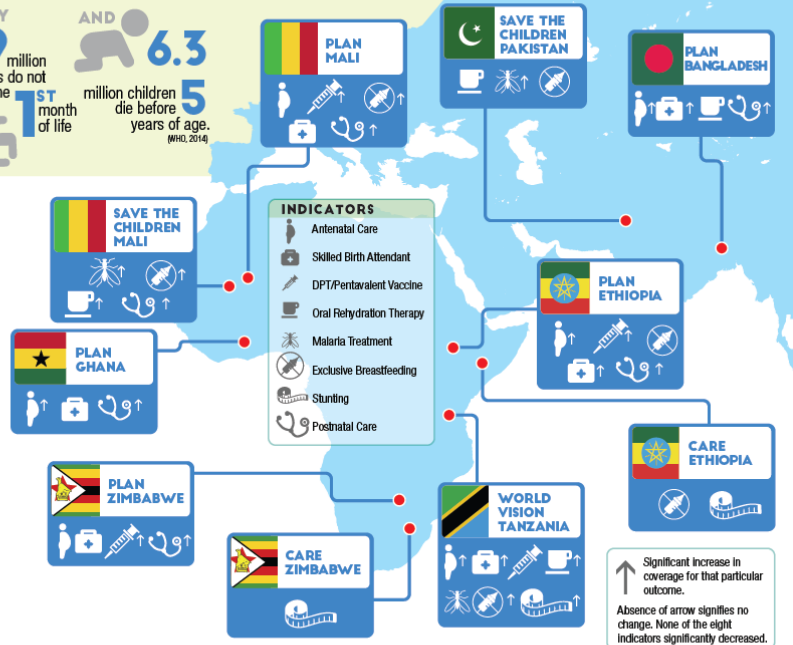 AND
6.3
million
s do not
1ST
month
of life
million children
die before 5
years of age.
(WHO, 2014)
PLAN
MALI
SAVE THE
CHILDREN
PAKISTAN
PLAN
BANGLADESH
SAVE THE
CHILDREN
MALI
INDICATORS
Antenatal Care
Skilled Birth Attendant
DPT/Pentavalent Vaccine
Oral Rehydration Therapy
Malaria Treatment
Exclusive Breastfeeding
Stunting
Postnatal Care
PLAN
ETHIOPIA
PLAN
GHANA
CARE
ETHIOPIA
PLAN
ZIMBABWE
WORLD
VISION
TANZANIA
CARE
ZIMBABWE
Significant increase in
coverage for that particular
outcome.
Absence of arrow signifies no
change. None of the eight
indicators significantly decreased.